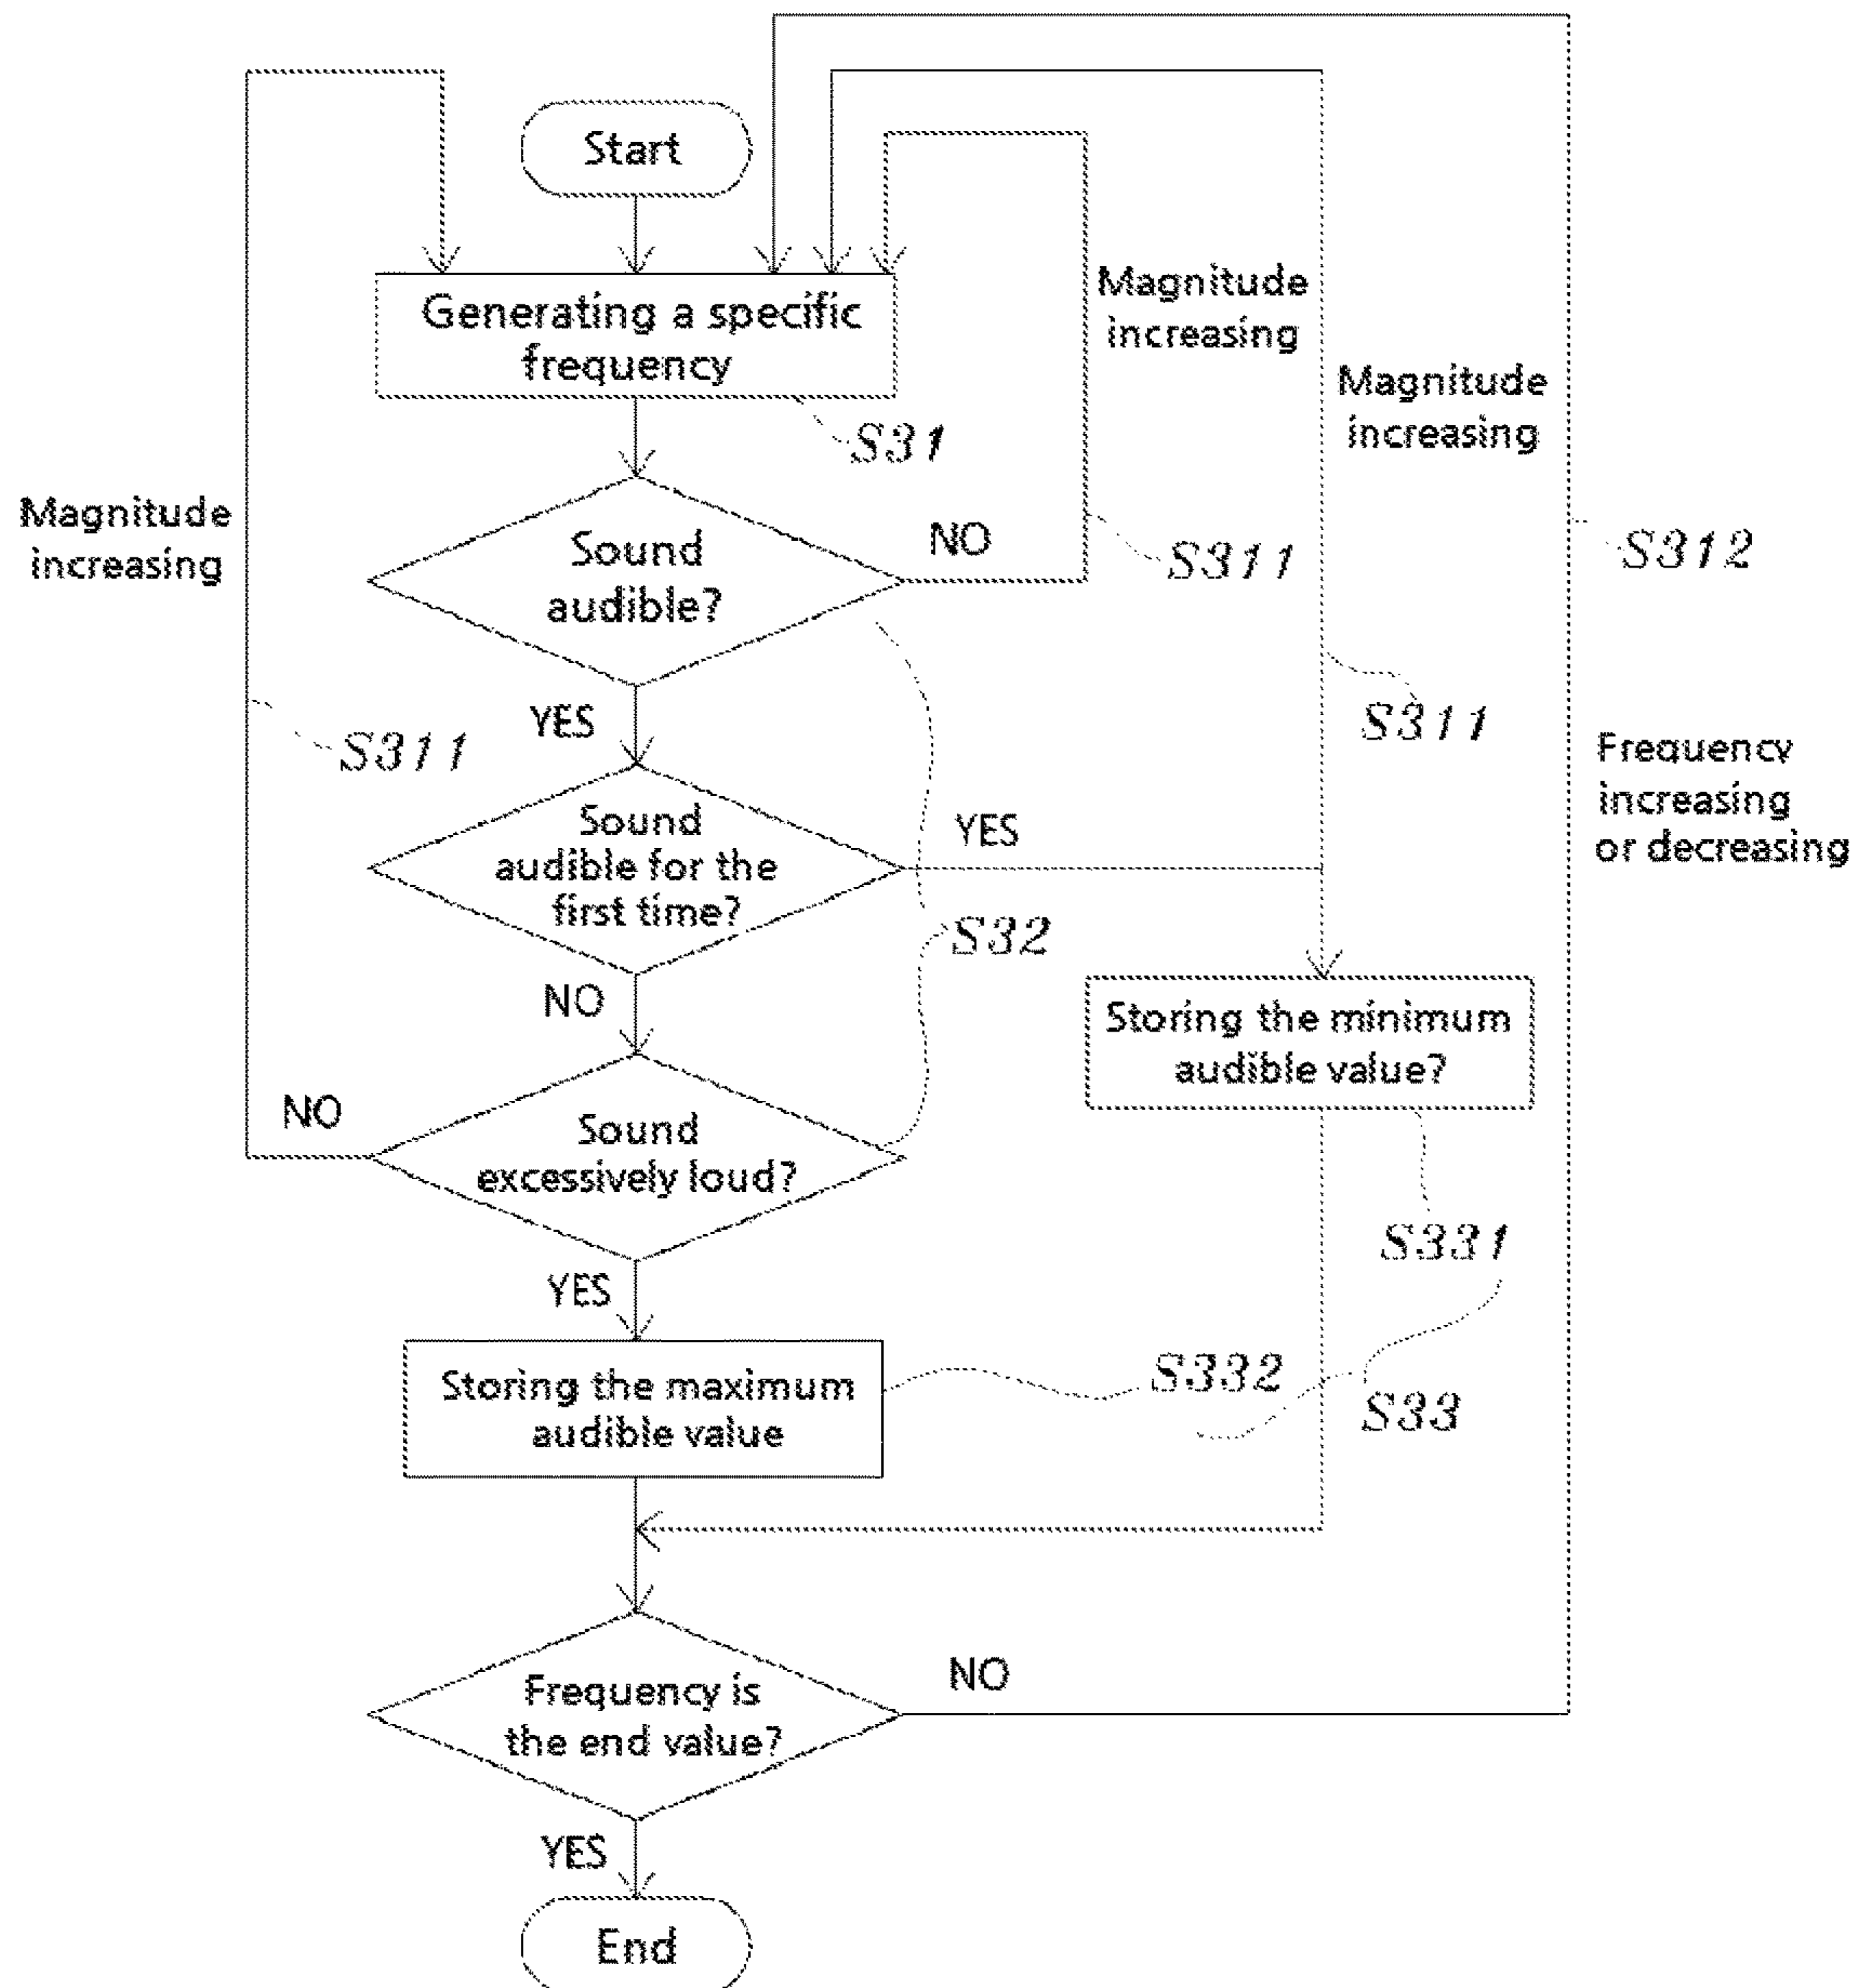 Start
Generating a specific
frequency
S31
Magnitude
increasing
Magnitude
increasing
Magnitude
increasing
Sound
audible?
NO
S311
S312
YES
S311
S311
Frequency
increasing
or decreasing
Sound
audible for the
first time?
YES
S32
NO
Storing the minimum
audible value?
NO
Sound
excessively loud?
S331
YES
Storing the maximum
audible value
S332
S33
Frequency is
the end value?
NO
YES
End